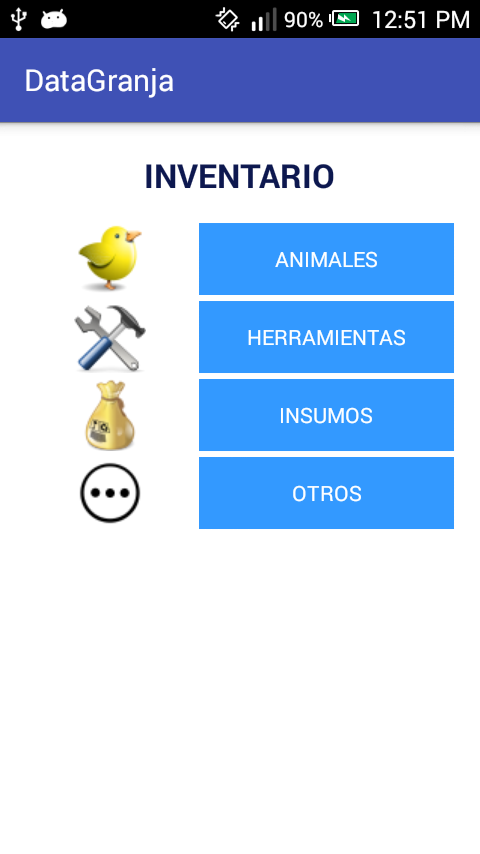 90% 12:51 PM
DataGranja
INVENTARIO
ANIMALES
HERRAMIENTAS
INSUMOS
OTROS